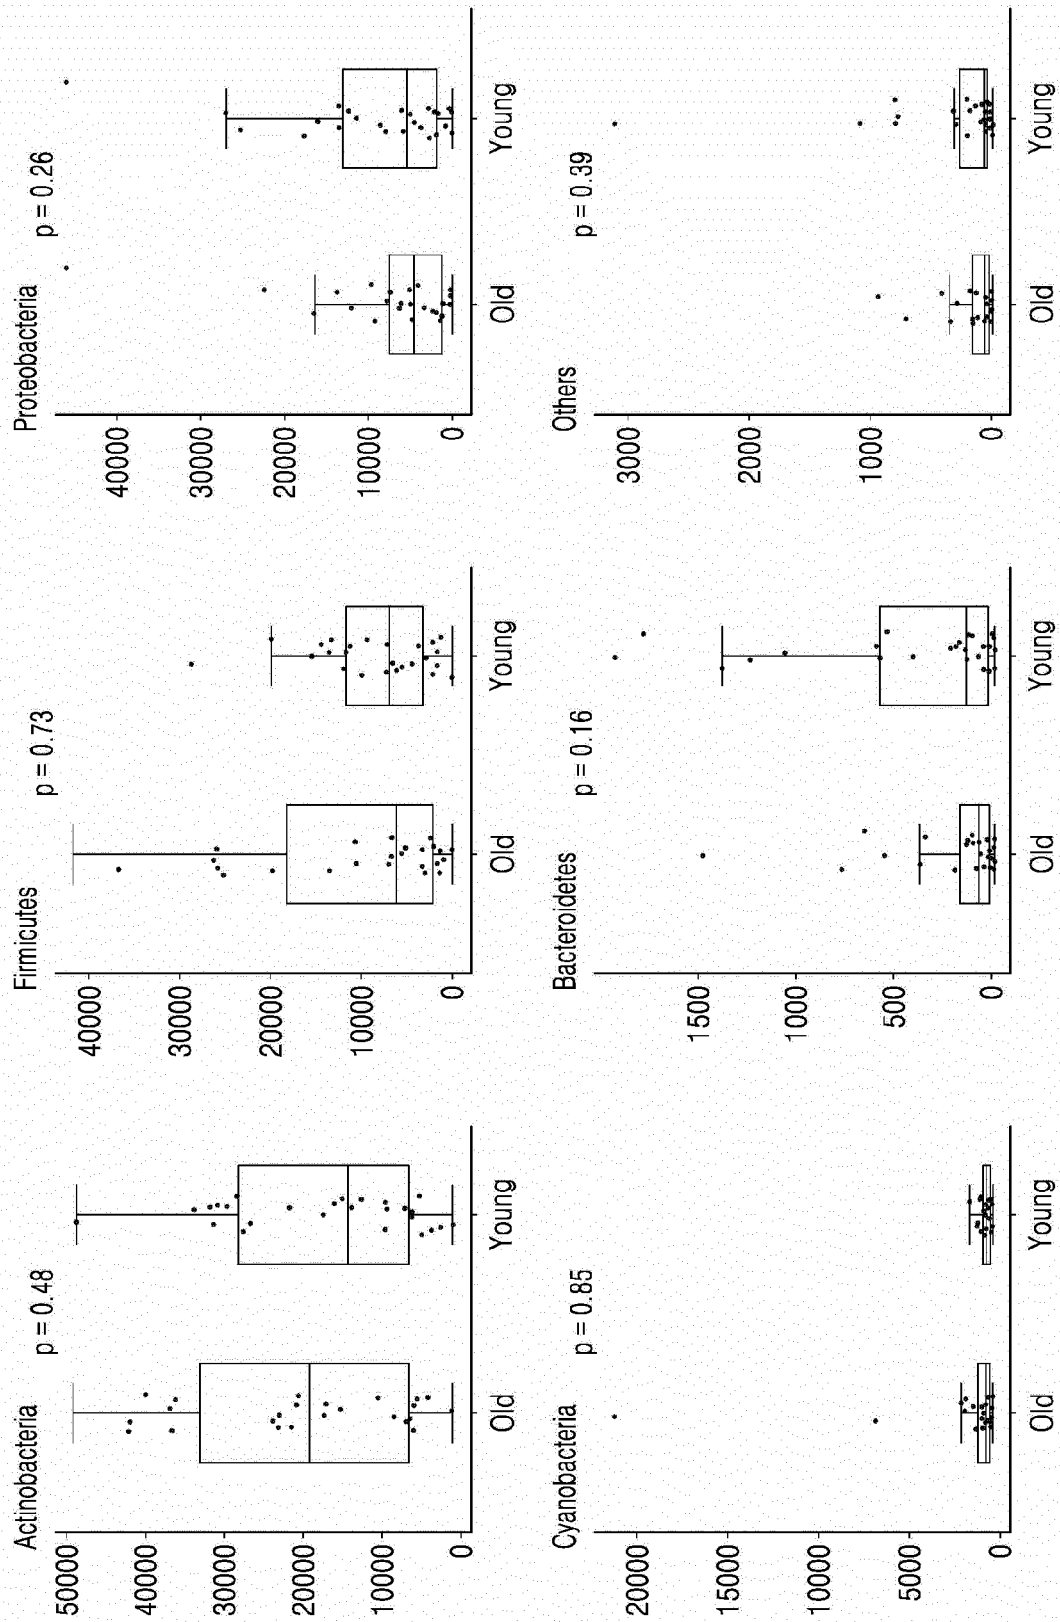 Actinobacteria
p = 0.48
50000
40000
30000
20000
10000
0
Old
Young
Firmicutes
p = 0.73
40000
30000
20000
10000
0
Old
Young
Proteobacteria
p = 0.26
40000
30000
20000
10000
0
Old
Young
Cyanobacteria
p = 0.85
20000
15000
10000
5000
0
Old
Young
Bacteroidetes
p = 0.16
1500
1000
500
0
Old
Young
Others
p = 0.39
3000
2000
1000
0
Old
Young